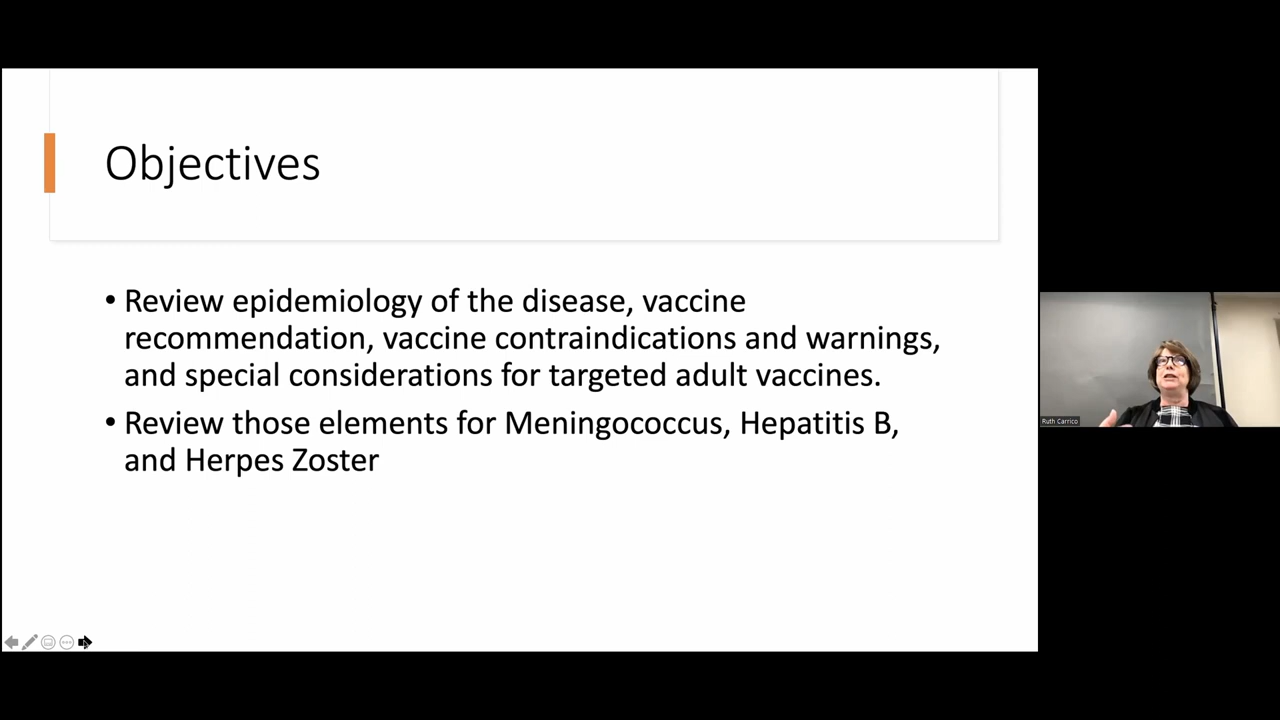 Objectives
• Review epidemiology of the disease, vaccine
recommendation, vaccine contraindications and warnings,
and special considerations for targeted adult vaccines.
• Review those elements for Meningococcus, Hepatitis B,
and Herpes Zoster
Ruth Carrico